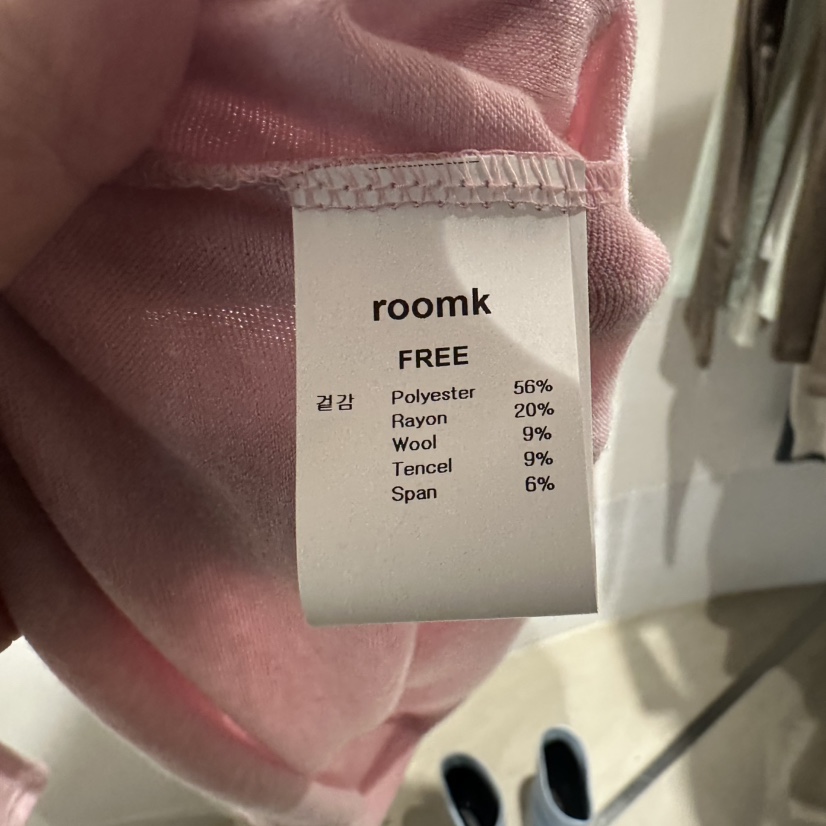 roomk
FREE
겉감 Polyester 56%
Rayon 20%
Wool 9%
Tencel 9%
Span 6%